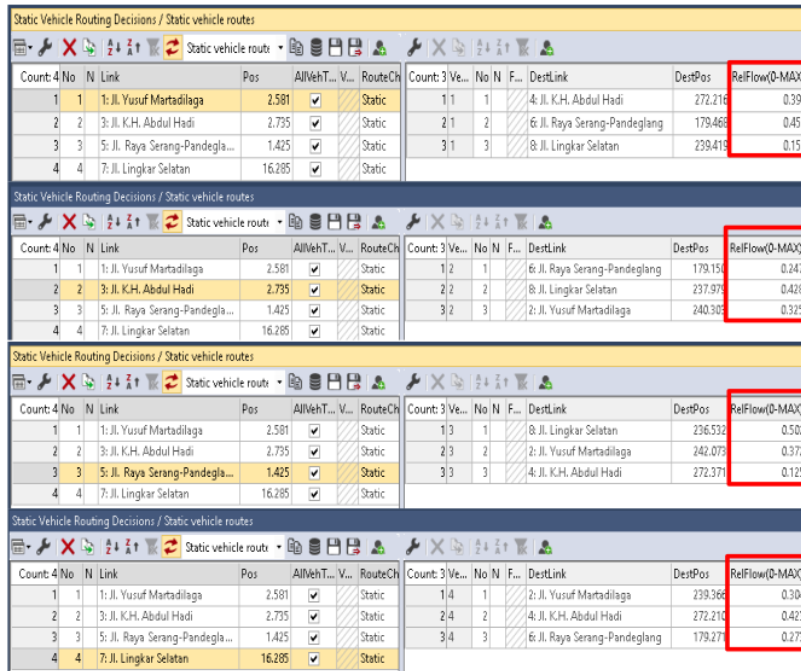 Static Vehicle Routing Decisions / Static vehicle routes
Static vehicle route
Count: 4 No N Link Pos AllVehT... V... RouteCh Count: 3 Ve... No N F... DestLink DestPos RelFlow(0-MAX)
1 1 1: Jl. Yusuf Martadilaga 2.581 Static 1 1 1 4: Jl. K.H. Abdul Hadi 272.216 0.39
2 2 3: Jl. K.H. Abdul Hadi 2.735 Static 2 1 2 6: Jl. Raya Serang-Pandeglang 179.468 0.45
3 3 5: Jl. Raya Serang-Pandegla... 1.425 Static 3 1 3 8: Jl. Lingkar Selatan 239.419 0.15
4 4 7: Jl. Lingkar Selatan 16.285 Static
Static Vehicle Routing Decisions / Static vehicle routes
Static vehicle route
Count: 4 No N Link Pos AllVehT... V... RouteCh Count: 3 Ve... No N F... DestLink DestPos RelFlow(0-MAX)
1 1 1: Jl. Yusuf Martadilaga 2.581 Static 1 2 1 6: Jl. Raya Serang-Pandeglang 179.150 0.247
2 2 3: Jl. K.H. Abdul Hadi 2.735 Static 2 2 2 8: Jl. Lingkar Selatan 237.979 0.428
3 3 5: Jl. Raya Serang-Pandegla... 1.425 Static 3 2 3 2: Jl. Yusuf Martadilaga 240.303 0.325
4 4 7: Jl. Lingkar Selatan 16.285 Static
Static Vehicle Routing Decisions / Static vehicle routes
Static vehicle route
Count: 4 No N Link Pos AllVehT... V... RouteCh Count: 3 Ve... No N F... DestLink DestPos RelFlow(0-MAX)
1 1 1: Jl. Yusuf Martadilaga 2.581 Static 1 3 1 8: Jl. Lingkar Selatan 236.532 0.502
2 2 3: Jl. K.H. Abdul Hadi 2.735 Static 2 3 2 2: Jl. Yusuf Martadilaga 242.073 0.372
3 3 5: Jl. Raya Serang-Pandegla... 1.425 Static 3 3 3 4: Jl. K.H. Abdul Hadi 272.371 0.125
4 4 7: Jl. Lingkar Selatan 16.285 Static
Static Vehicle Routing Decisions / Static vehicle routes
Static vehicle route
Count: 4 No N Link Pos AllVehT... V... RouteCh Count: 3 Ve... No N F... DestLink DestPos RelFlow(0-MAX)
1 1 1: Jl. Yusuf Martadilaga 2.581 Static 1 4 1 2: Jl. Yusuf Martadilaga 239.366 0.304
2 2 3: Jl. K.H. Abdul Hadi 2.735 Static 2 4 2 4: Jl. K.H. Abdul Hadi 272.210
3 3 5: Jl. Raya Serang-Pandegla... 1.425 Static 3 4 3 6: Jl. Raya Serang-Pandeglang 179.271
4 4 7: Jl. Lingkar Selatan 16.285 Static